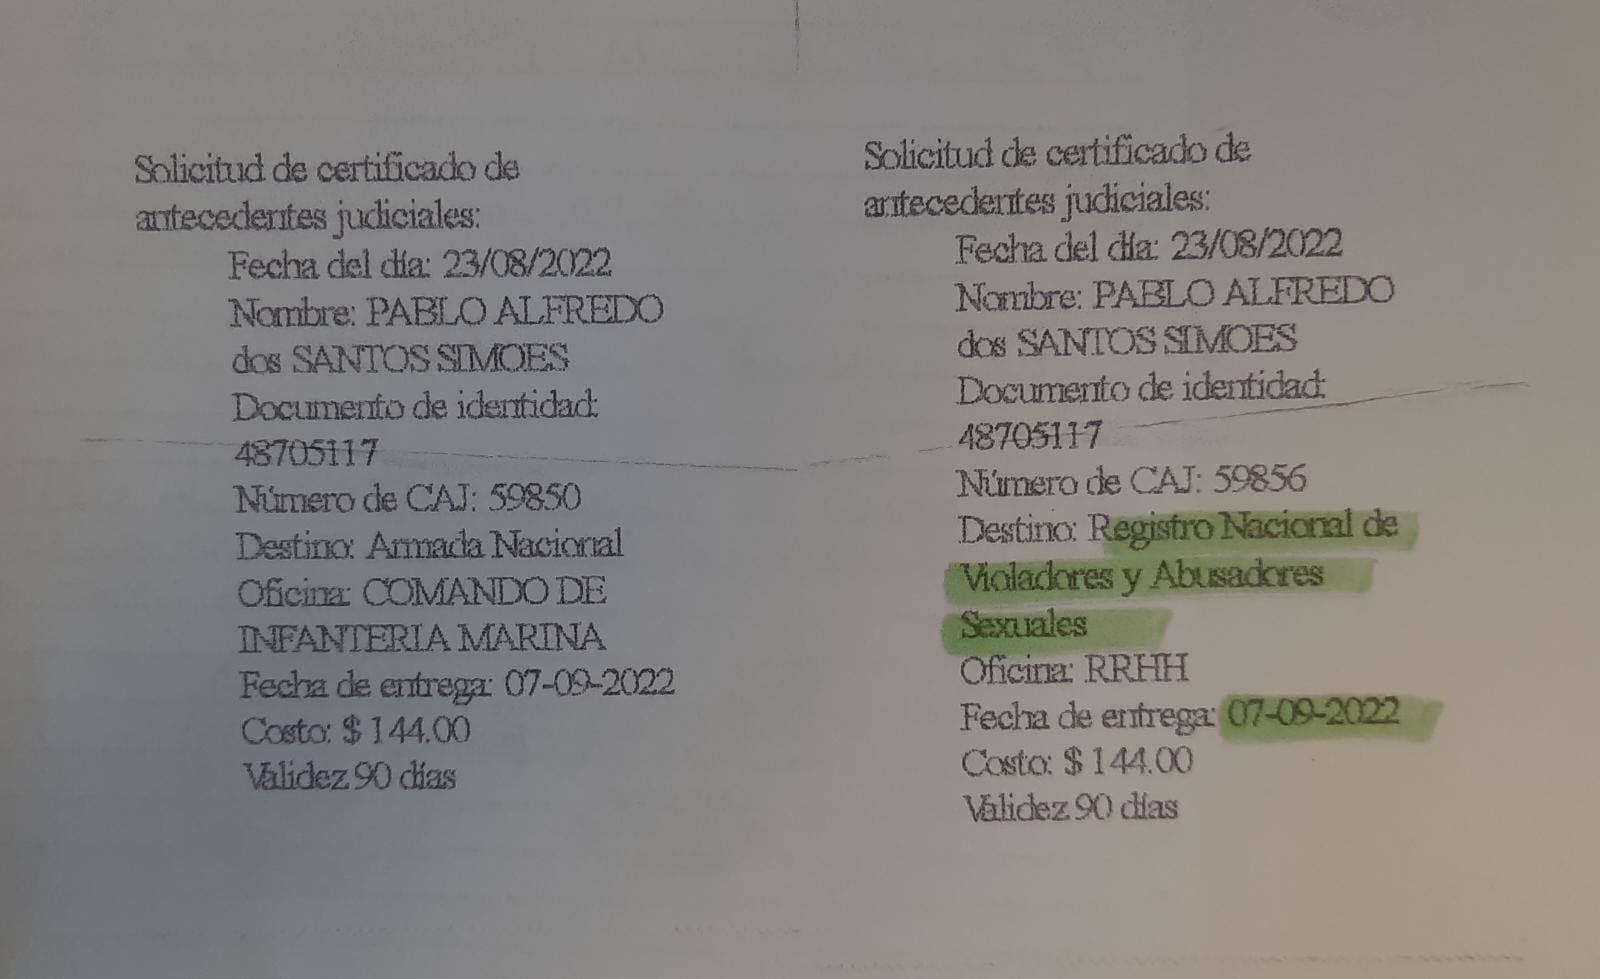 Solicitud de certificado de
antecedentes judiciales:
Fecha del día: 23/08/2022
Nombre: PABLO ALFREDO
dos SANTOS SIMOES
Documento de identidad:
48705117
Número de CAJ: 59850
Destino: Armada Nacional
Oficina: COMANDO DE
INFANTERIA MARINA
Fecha de entrega: 07-09-2022
Costo: $ 144.00
Validez 90 días
Solicitud de certificado de
antecedentes judiciales:
Fecha del día: 23/08/2022
Nombre: PABLO ALFREDO
dos SANTOS SIMOES
Documento de identidad:
48705117
Número de CAJ: 59856
Destino: Registro Nacional de
Violadores y Abusadores
Sexuales
Oficina: RRHH
Fecha de entrega: 07-09-2022
Costo: $ 144.00
Validez 90 días